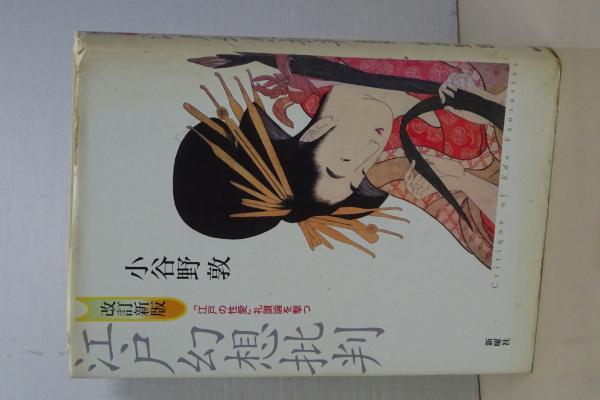 改訂新版
江戸幻想批判
「江戸の性愛」礼讃論を撃つ
小谷野敦
新曜社
Critique of Edo Fantasies